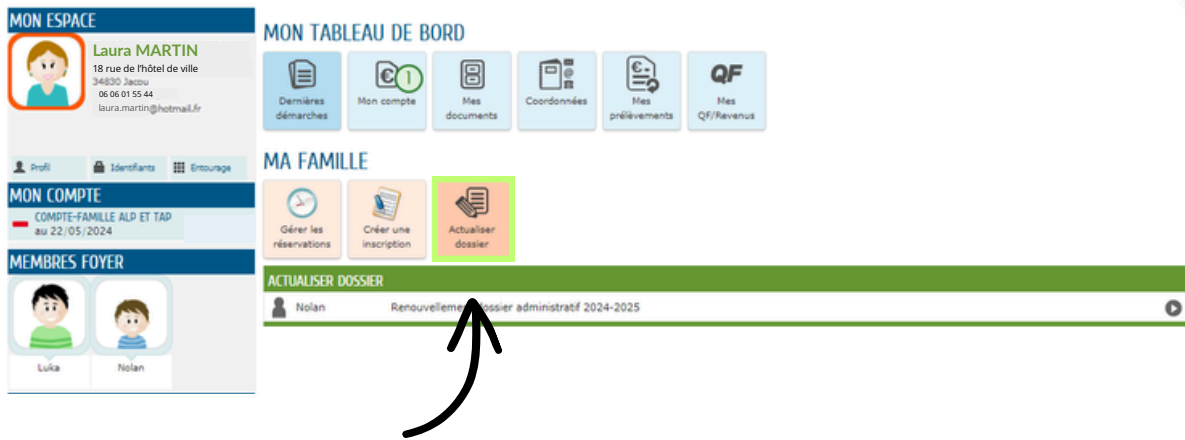 MON ESPACE
Laura MARTIN
18 rue de l'hôtel de ville
34830 Jacou
06 06 01 55 44
laura.martin@hotmail.fr
Profil
Identifiants
Entourage
MON COMPTE
COMPTE-FAMILLE ALP ET TAP
au 22/05/2024
MEMBRES FOYER
Luka
Nolan
MON TABLEAU DE BORD
Dernières
démarches
1
Mon compte
Mes
documents
Coordonnées
Mes
prélèvements
QF
Mes
QF/Revenus
MA FAMILLE
Gérer les
réservations
Créer une
inscription
Actualiser
dossier
ACTUALISER DOSSIER
Nolan
Renouvellement dossier administratif 2024-2025